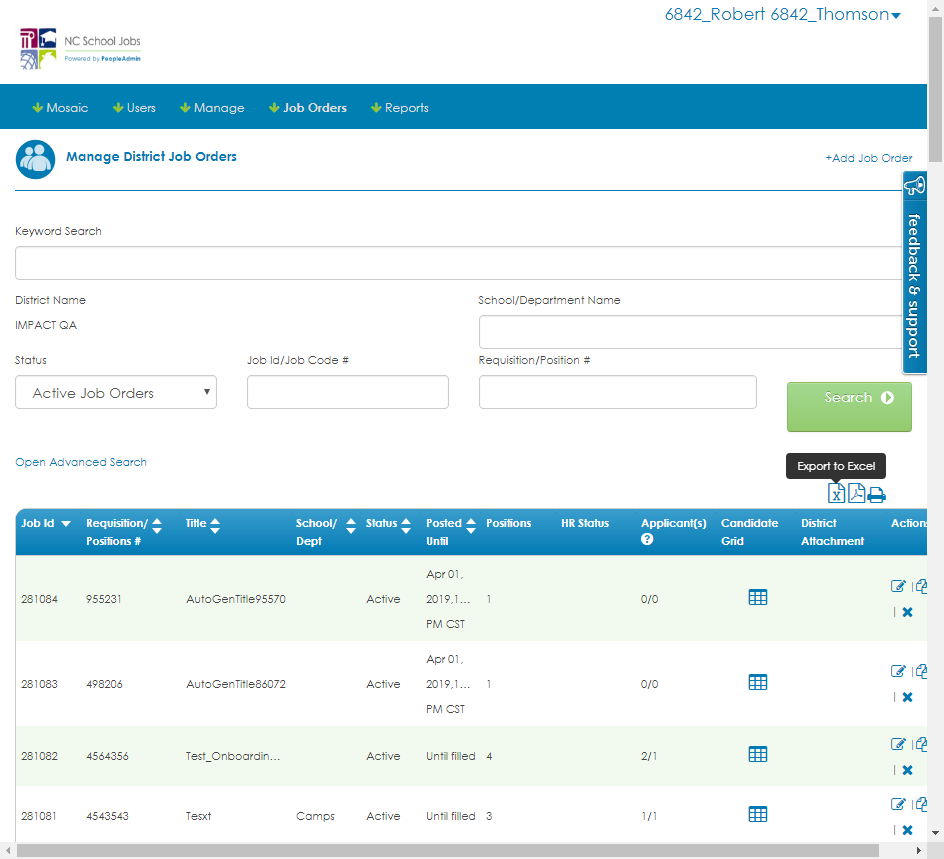 6842_Robert 6842_Thomson
NC School Jobs
Powered by PeopleAdmin
Mosaic Users Manage Job Orders Reports
Manage District Job Orders
+Add Job Order
feedback & support
Keyword Search
District Name School/Department Name
IMPACT QA
Status Job Id/Job Code # Requisition/Position #
Active Job Orders
Search
Open Advanced Search
Export to Excel
Job Id Requisition/ Title School/ Status Posted Positions HR Status Applicant(s) Candidate District Actions
Positions # Dept Until Grid Attachment
Apr 01,
281084 955231 AutoGenTitle95570 Active 2019,1... 1 0/0
PM CST
Apr 01,
281083 498206 AutoGenTitle86072 Active 2019,1... 1 0/0
PM CST
281082 4564356 Test_Onboardin... Active Until filled 4 2/1
281081 4543543 Tesxt Camps Active Until filled 3 1/1